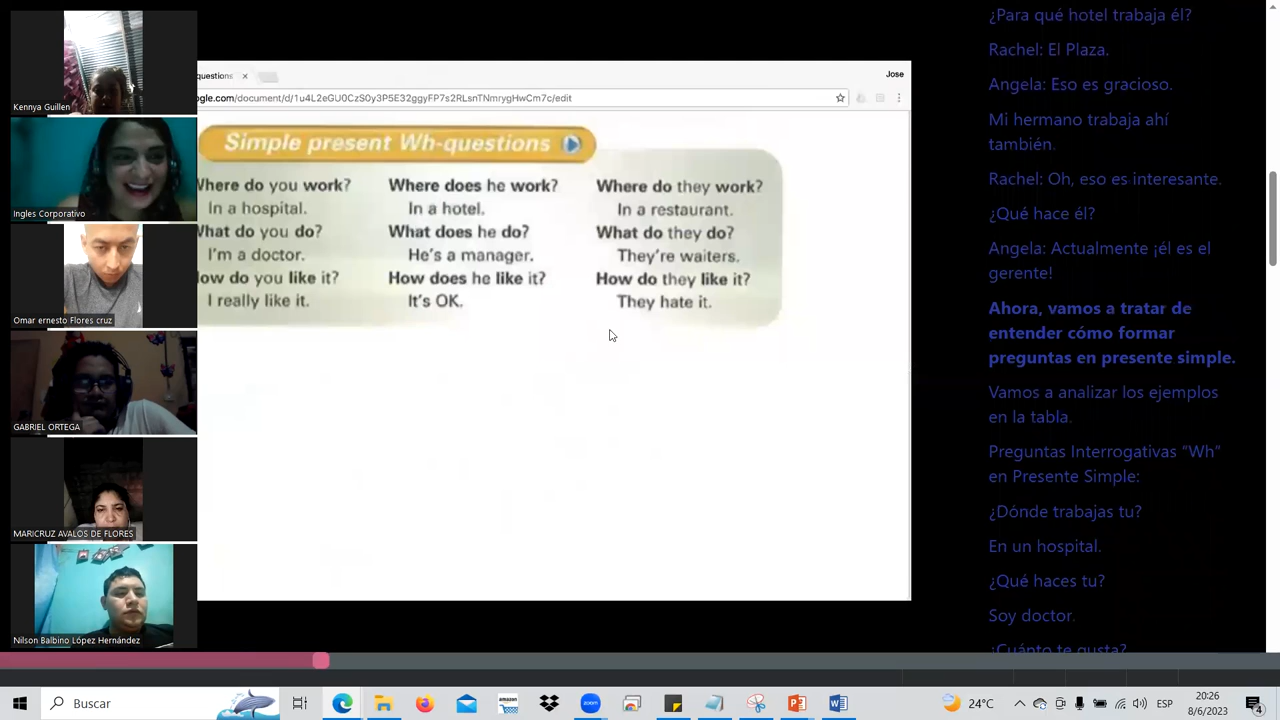 Kennya Guillen
Ingles Corporativo
Omar ernesto Flores cruz
GABRIEL ORTEGA
MARICRUZ AVALOS DE FLORES
Nilson Balbino López Hernández
questions
Jose
gle.com/document/d/1u4L2eGU0CzS0y3P5E32ggyFP7s2RLsnTNmrygHwCm7c/edit
Simple present Wh-questions
Where do you work?
In a hospital.
What do you do?
I'm a doctor.
ow do you like it?
I really like it.
Where does he work?
In a hotel.
What does he do?
He's a manager.
How does he like it?
It's OK.
Where do they work?
In a restaurant.
What do they do?
They're waiters.
How do they like it?
They hate it.
¿Para qué hotel trabaja él?
Rachel: El Plaza.
Angela: Eso es gracioso.
Mi hermano trabaja ahí
también.
Rachel: Oh, eso es interesante.
¿Qué hace él?
Angela: Actualmente ¡él es el
gerente!
Ahora, vamos a tratar de
entender cómo formar
preguntas en presente simple.
Vamos a analizar los ejemplos
en la tabla.
Preguntas Interrogativas "Wh"
en Presente Simple:
¿Dónde trabajas tu?
En un hospital.
¿Qué haces tu?
Soy doctor.
¿Cuánto te gusta?
Buscar
24°C
ESP
20:26
8/6/2023
4